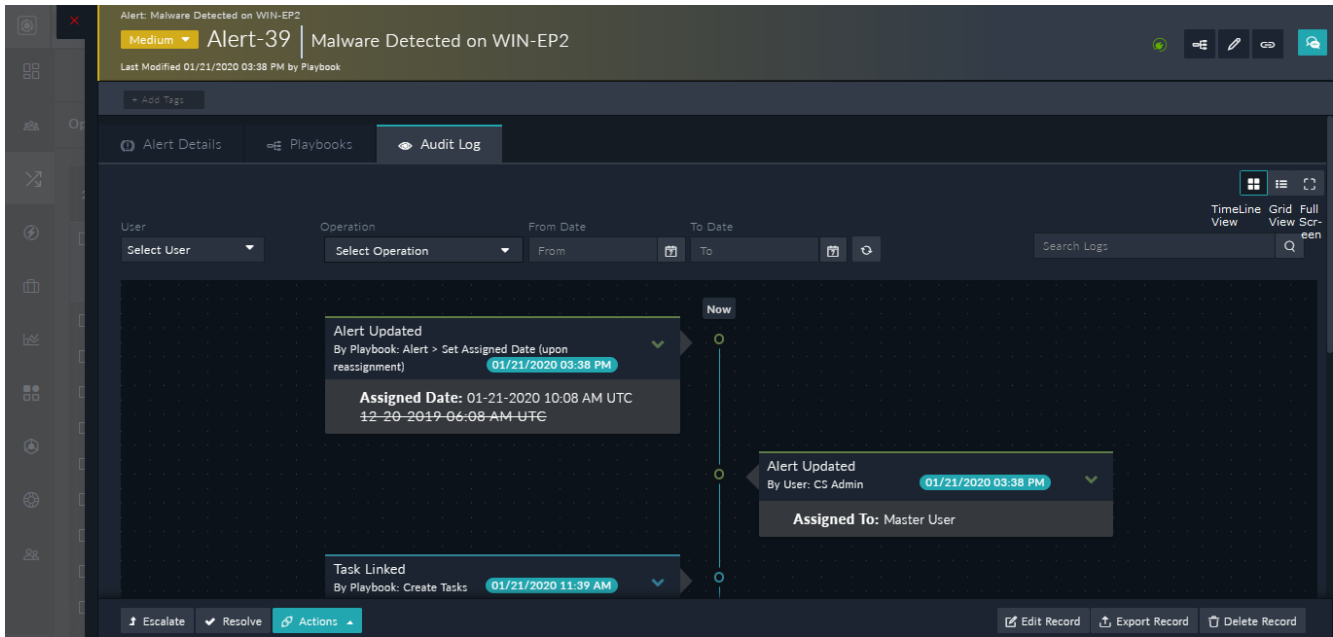 Alert: Malware Detected on WIN-EP2
Medium Alert-39 Malware Detected on WIN-EP2
Last Modified 01/21/2020 03:38 PM by Playbook
+ Add Tags
Alert Details Playbooks Audit Log
TimeLine Grid Full
View View Scr-
een
User Operation From Date To Date
Select User Select Operation From To Search Logs
Now
Alert Updated
By Playbook: Alert > Set Assigned Date (upon
reassignment) 01/21/2020 03:38 PM
Assigned Date: 01-21-2020 10:08 AM UTC
12-20-2019 06:08 AM UTC
Alert Updated
By User: CS Admin 01/21/2020 03:38 PM
Assigned To: Master User
Task Linked
By Playbook: Create Tasks 01/21/2020 11:39 AM
Escalate Resolve Actions Edit Record Export Record Delete Record